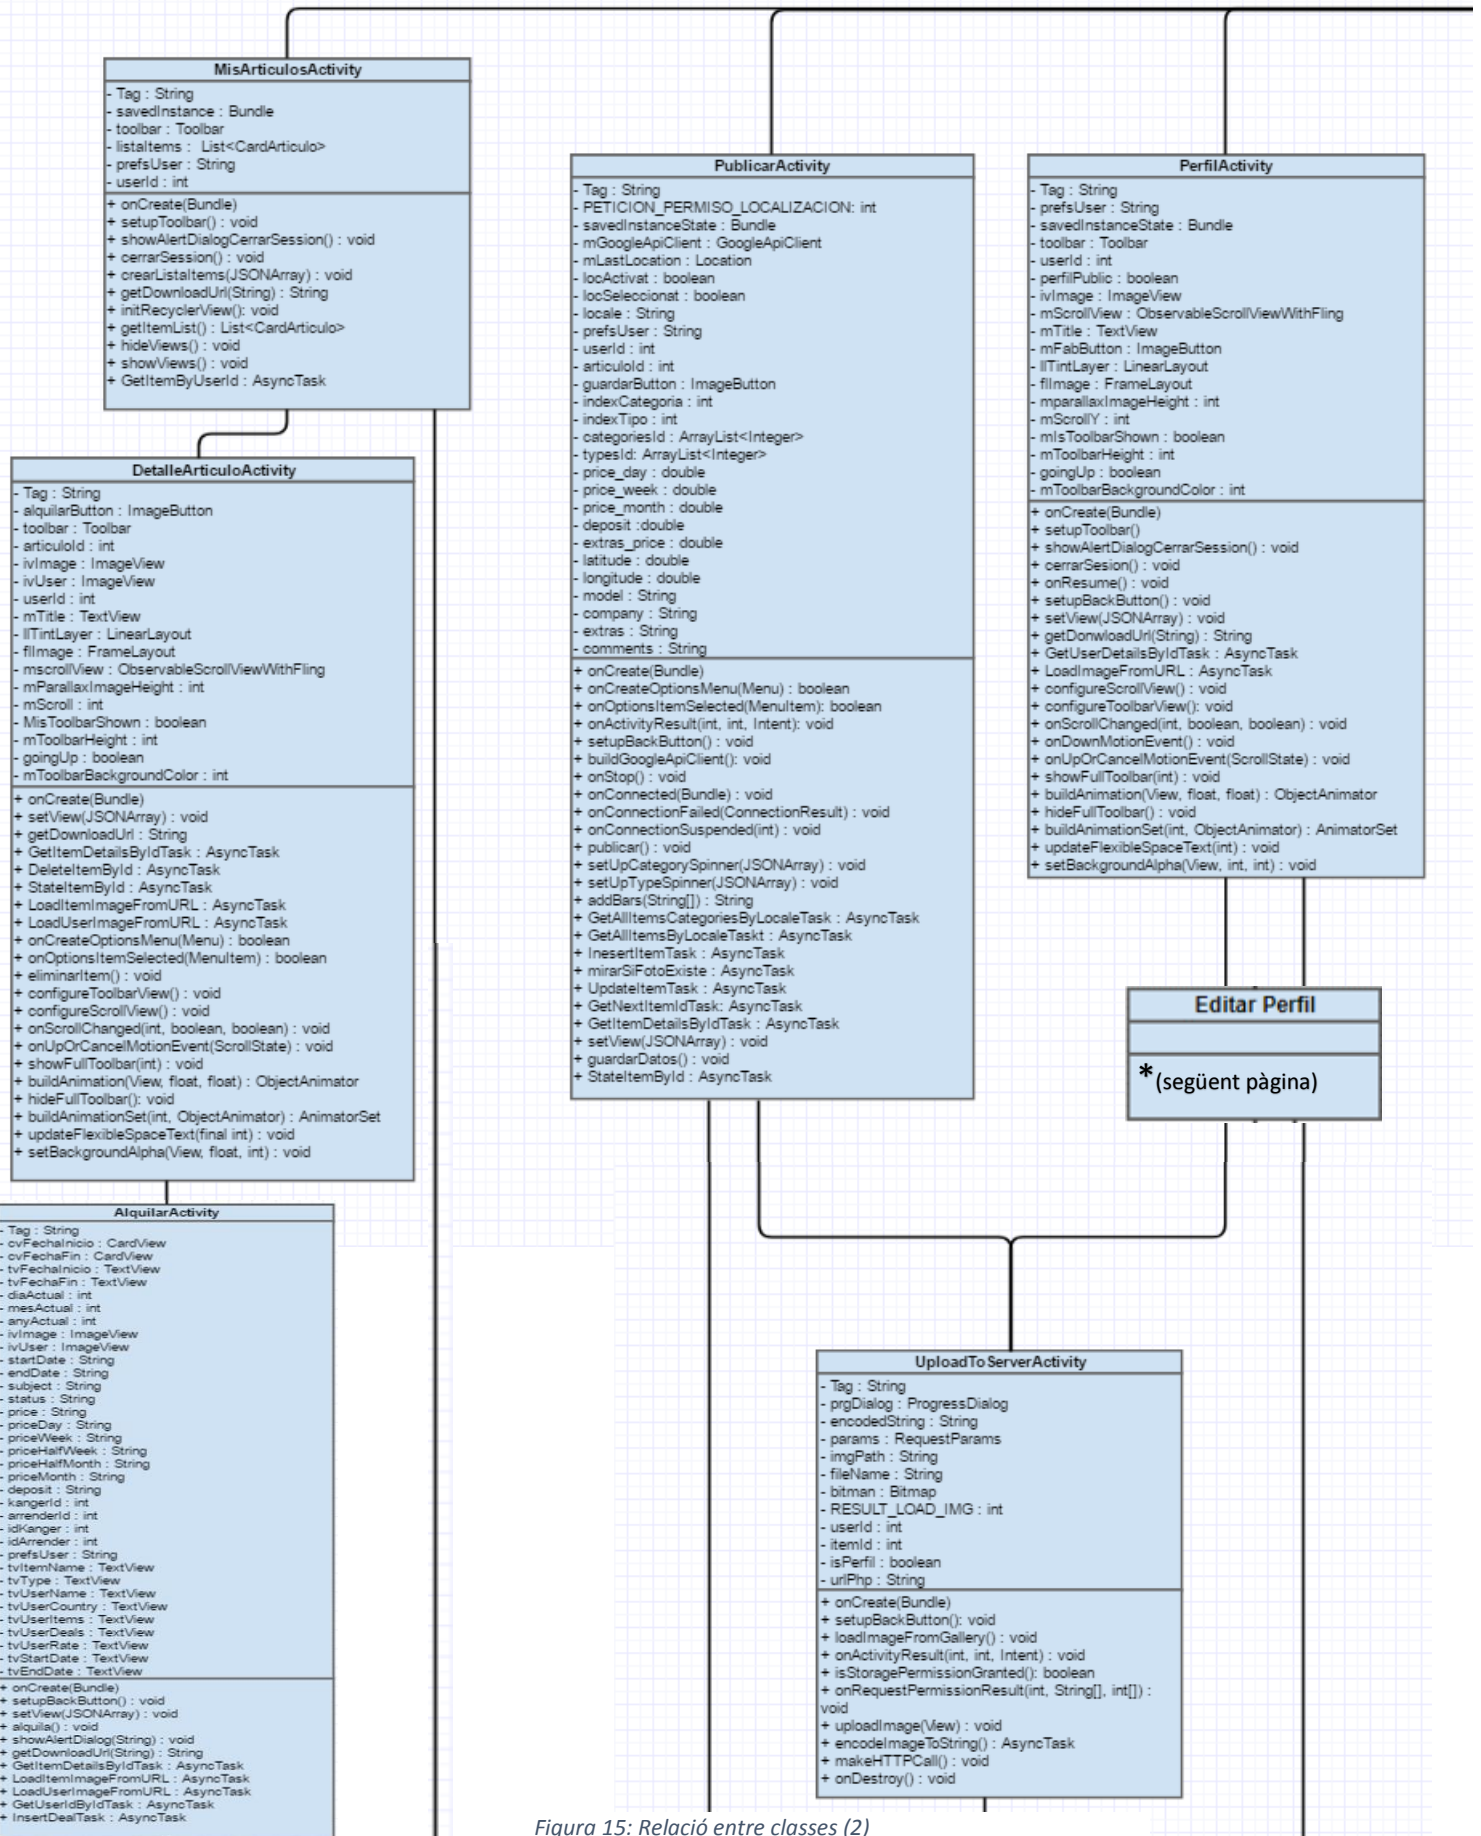 MisArticulosActivity
- Tag : String
- savedInstance : Bundle
- toolbar : Toolbar
- listaItems :  List<CardArticulo>
- prefsUser : String
- userId : int
+ onCreate(Bundle)
+ setupToolbar() : void
+ showAlertDialogCerrarSession() : void
+ cerrarSession() : void
+ crearListaItems(JSONArray) : void
+ getDownloadUrl(String) : String
+ initRecyclerView(): void
+ getItemList() : List<CardArticulo>
+ hideViews() : void
+ showViews() : void
+ GetItemByUserId : AsyncTask
DetalleArticuloActivity
- Tag : String
- alquilarButton : ImageButton
- toolbar : Toolbar
- articuloId : int
- ivImage : ImageView
- ivUser : ImageView
- userId : int
- mTitle : TextView
- llTintLayer : LinearLayout
- flImage : FrameLayout
- mscrollView : ObservableScrollViewWithFling
- mParallaxImageHeight : int
- mScroll : int
- MisToolbarShown : boolean
- mToolbarHeight : int
- goingUp : boolean
- mToolbarBackgroundColor : int
+ onCreate(Bundle)
+ setView(JSONArray) : void
+ getDownloadUrl : String
+ GetItemDetailsByIdTask : AsyncTask
+ DeleteItemById : AsyncTask
+ StateItemById : AsyncTask
+ LoadItemImageFromURL : AsyncTask
+ LoadUserImageFromURL : AsyncTask
+ onCreateOptionsMenu(Menu) : boolean
+ onOptionsItemSelected(MenuItem) : boolean
+ eliminarItem() : void
+ configureToolbarView() : void
+ configureScrollView() : void
+ onScrollChanged(int, boolean, boolean) : void
+ onUpOrCancelMotionEvent(ScrollState) : void
+ showFullToolbar(int) : void
+ buildAnimation(View, float, float) : ObjectAnimator
+ hideFullToolbar(): void
+ buildAnimationSet(int, ObjectAnimator) : AnimatorSet
+ updateFlexibleSpaceText(final int) : void
+ setBackgroundAlpha(View, float, int) : void
AlquilarActivity
- Tag : String
- cvFechaInicio : CardView
- cvFechaFin : CardView
- tvFechaInicio : TextView
- tvFechaFin : TextView
- diaActual : int
- mesActual : int
- anyActual : int
- ivImage : ImageView
- ivUser : ImageView
- startDate : String
- endDate : String
- subject : String
- status : String
- price : String
- priceDay : String
- priceWeek : String
- priceHalfWeek : String
- priceHalfMonth : String
- priceMonth : String
- deposit : String
- kangerId : int
- arrenderId : int
- idKanger : int
- idArrender : int
- prefsUser : String
- tvItemName : TextView
- tvType : TextView
- tvUserName : TextView
- tvUserCountry : TextView
- tvUserItems : TextView
- tvUserDeals : TextView
- tvUserRate : TextView
- tvStartDate : TextView
- tvEndDate : TextView
+ onCreate(Bundle)
+ setupBackButton() : void
+ setView(JSONArray) : void
+ alquila() : void
+ showAlertDialog(String) : void
+ getDownloadUrl(String) : String
+ GetItemDetailsByIdTask : AsyncTask
+ LoadItemImageFromURL : AsyncTask
+ LoadUserImageFromURL : AsyncTask
+ GetUserIdByIdTask : AsyncTask
+ InsertDealTask : AsyncTask
PublicarActivity
- Tag : String
- PETICION_PERMISO_LOCALIZACION: int
- savedInstanceState : Bundle
- mGoogleApiClient : GoogleApiClient
- mLastLocation : Location
- locActivat : boolean
- locSeleccionat : boolean
- locale : String
- prefsUser : String
- userId : int
- articuloId : int
- guardarButton : ImageButton
- indexCategoria : int
- indexTipo : int
- categoriesId : ArrayList<Integer>
- typesId: ArrayList<Integer>
- price_day : double
- price_week : double
- price_month : double
- deposit :double
- extras_price : double
- latitude : double
- longitude : double
- model : String
- company : String
- extras : String
- comments : String
+ onCreate(Bundle)
+ onCreateOptionsMenu(Menu) : boolean
+ onOptionsItemSelected(MenuItem): boolean
+ onActivityResult(int, int, Intent): void
+ setupBackButton() : void
+ buildGoogleApiClient(): void
+ onStop() : void
+ onConnected(Bundle) : void
+ onConnectionFailed(ConnectionResult) : void
+ onConnectionSuspended(int) : void
+ publicar() : void
+ setUpCategorySpinner(JSONArray) : void
+ setUpTypeSpinner(JSONArray) : void
+ addBars(String[]) : String
+ GetAllItemsCategoriesByLocaleTask : AsyncTask
+ GetAllItemsByLocaleTaskt : AsyncTask
+ InesertItemTask : AsyncTask
+ mirarSiFotoExiste : AsyncTask
+ UpdateItemTask : AsyncTask
+ GetNextItemIdTask: AsyncTask
+ GetItemDetailsByIdTask : AsyncTask
+ setView(JSONArray) : void
+ guardarDatos() : void
+ StateItemById : AsyncTask
PerfilActivity
- Tag : String
- prefsUser : String
- savedInstanceState : Bundle
- toolbar : Toolbar
- userId : int
- perfilPublic : boolean
- ivImage : ImageView
- mScrollView : ObservableScrollViewWithFling
- mTitle : TextView
- mFabButton : ImageButton
- llTintLayer : LinearLayout
- flImage : FrameLayout
- mparallaxImageHeight : int
- mScrollY : int
- mIsToolbarShown : boolean
- mToolbarHeight : int
- goingUp : boolean
- mToolbarBackgroundColor : int
+ onCreate(Bundle)
+ setupToolbar()
+ showAlertDialogCerrarSession() : void
+ cerrarSesion() : void
+ onResume() : void
+ setupBackButton() : void
+ setView(JSONArray) : void
+ getDonwloadUrl(String) : String
+ GetUserDetailsByIdTask : AsyncTask
+ LoadImageFromURL : AsyncTask
+ configureScrollView() : void
+ configureToolbarView(): void
+ onScrollChanged(int, boolean, boolean) : void
+ onDownMotionEvent() : void
+ onUpOrCancelMotionEvent(ScrollState) : void
+ showFullToolbar(int) : void
+ buildAnimation(View, float, float) : ObjectAnimator
+ hideFullToolbar() : void
+ buildAnimationSet(int, ObjectAnimator) : AnimatorSet
+ updateFlexibleSpaceText(int) : void
+ setBackgroundAlpha(View, int, int) : void
Editar Perfil
*(següent pàgina)
UploadToServerActivity
- Tag : String
- prgDialog : ProgressDialog
- encodedString : String
- params : RequestParams
- imgPath : String
- fileName : String
- bitman : Bitmap
- RESULT_LOAD_IMG : int
- userId : int
- itemId : int
- isPerfil : boolean
- urlPhp : String
+ onCreate(Bundle)
+ setupBackButton(): void
+ loadImageFromGallery() : void
+ onActivityResult(int, int, Intent) : void
+ isStoragePermissionGranted(): boolean
+ onRequestPermissionResult(int, String[], int[]) :
void
+ uploadImage(View) : void
+ encodeImageToString() : AsyncTask
+ makeHTTPCall() : void
+ onDestroy() : void
Figura 15: Relació entre classes (2)